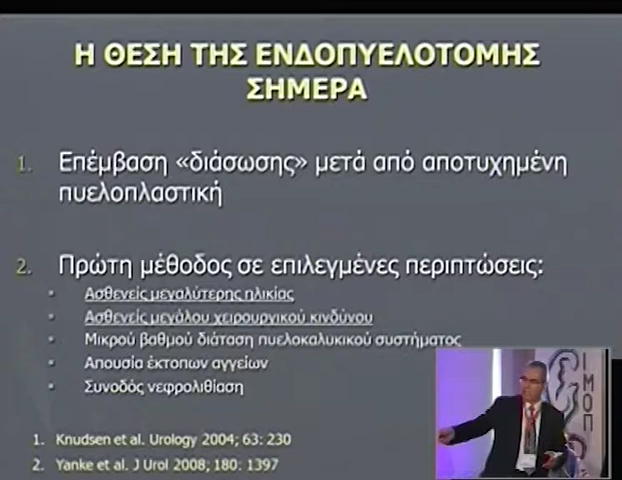 Η ΘΕΣΗ ΤΗΣ ΕΝΔΟΠΥΕΛΟΤΟΜΗΣ
ΣΗΜΕΡΑ
1. Επέμβαση «διάσωσης» μετά από αποτυχημένη
πυελοπλαστική
2. Πρώτη μέθοδος σε επιλεγμένες περιπτώσεις:
Ασθενείς μεγαλύτερης ηλικίας
Ασθενείς μεγάλου χειρουργικού κινδύνου
Μικρού βαθμού διάταση πυελοκαλυκικού συστήματος
Απουσία έκτοπων αγγείων
Συνοδός νεφρολιθίαση
1. Knudsen et al. Urology 2004; 63: 230
2. Yanke et al. J Urol 2008; 180: 1397
ΙΜΟΠ